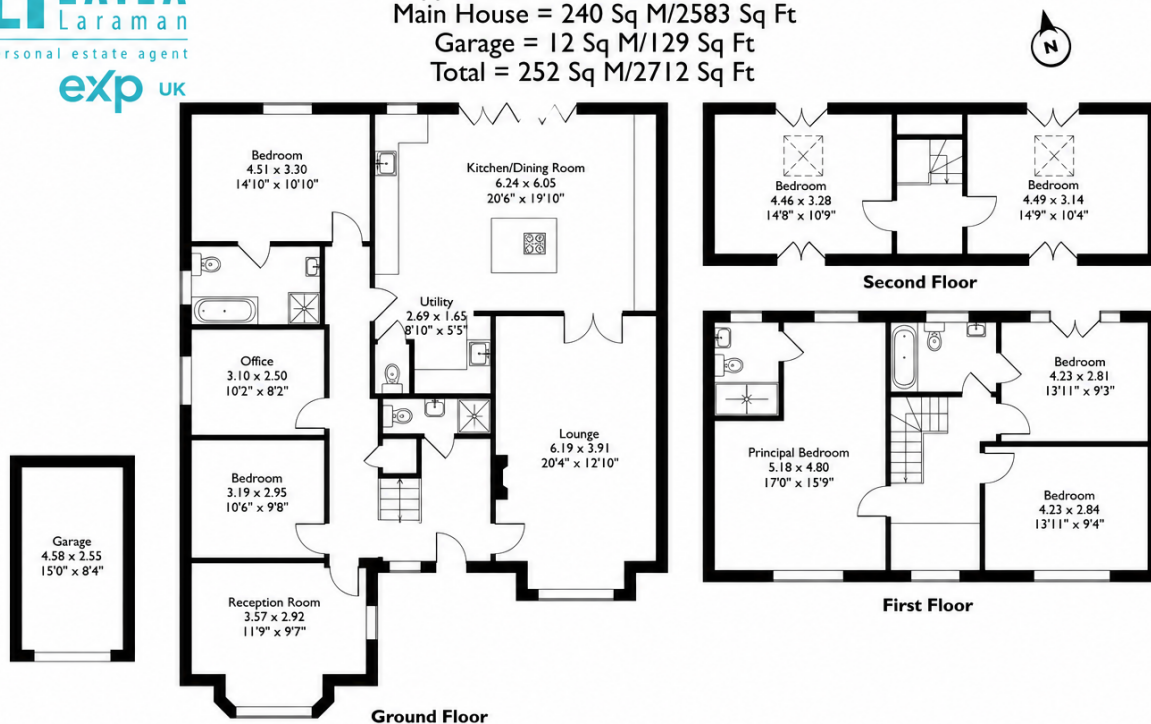 Laraman
personal estate agent
exp UK
Main House = 240 Sq M/2583 Sq Ft
Garage = 12 Sq M/129 Sq Ft
Total = 252 Sq M/2712 Sq Ft
N
Bedroom
4.51 x 3.30
14'10" x 10'10"
Kitchen/Dining Room
6.24 x 6.05
20'6" x 19'10"
Utility
2.69 x 1.65
8'10" x 5'5"
Office
3.10 x 2.50
10'2" x 8'2"
Bedroom
3.19 x 2.95
10'6" x 9'8"
Lounge
6.19 x 3.91
20'4" x 12'10"
Reception Room
3.57 x 2.92
11'9" x 9'7"
Ground Floor
Garage
4.58 x 2.55
15'0" x 8'4"
Bedroom
4.46 x 3.28
14'8" x 10'9"
Bedroom
4.49 x 3.14
14'9" x 10'4"
Second Floor
Principal Bedroom
5.18 x 4.80
17'0" x 15'9"
Bedroom
4.23 x 2.81
13'11" x 9'3"
Bedroom
4.23 x 2.84
13'11" x 9'4"
First Floor